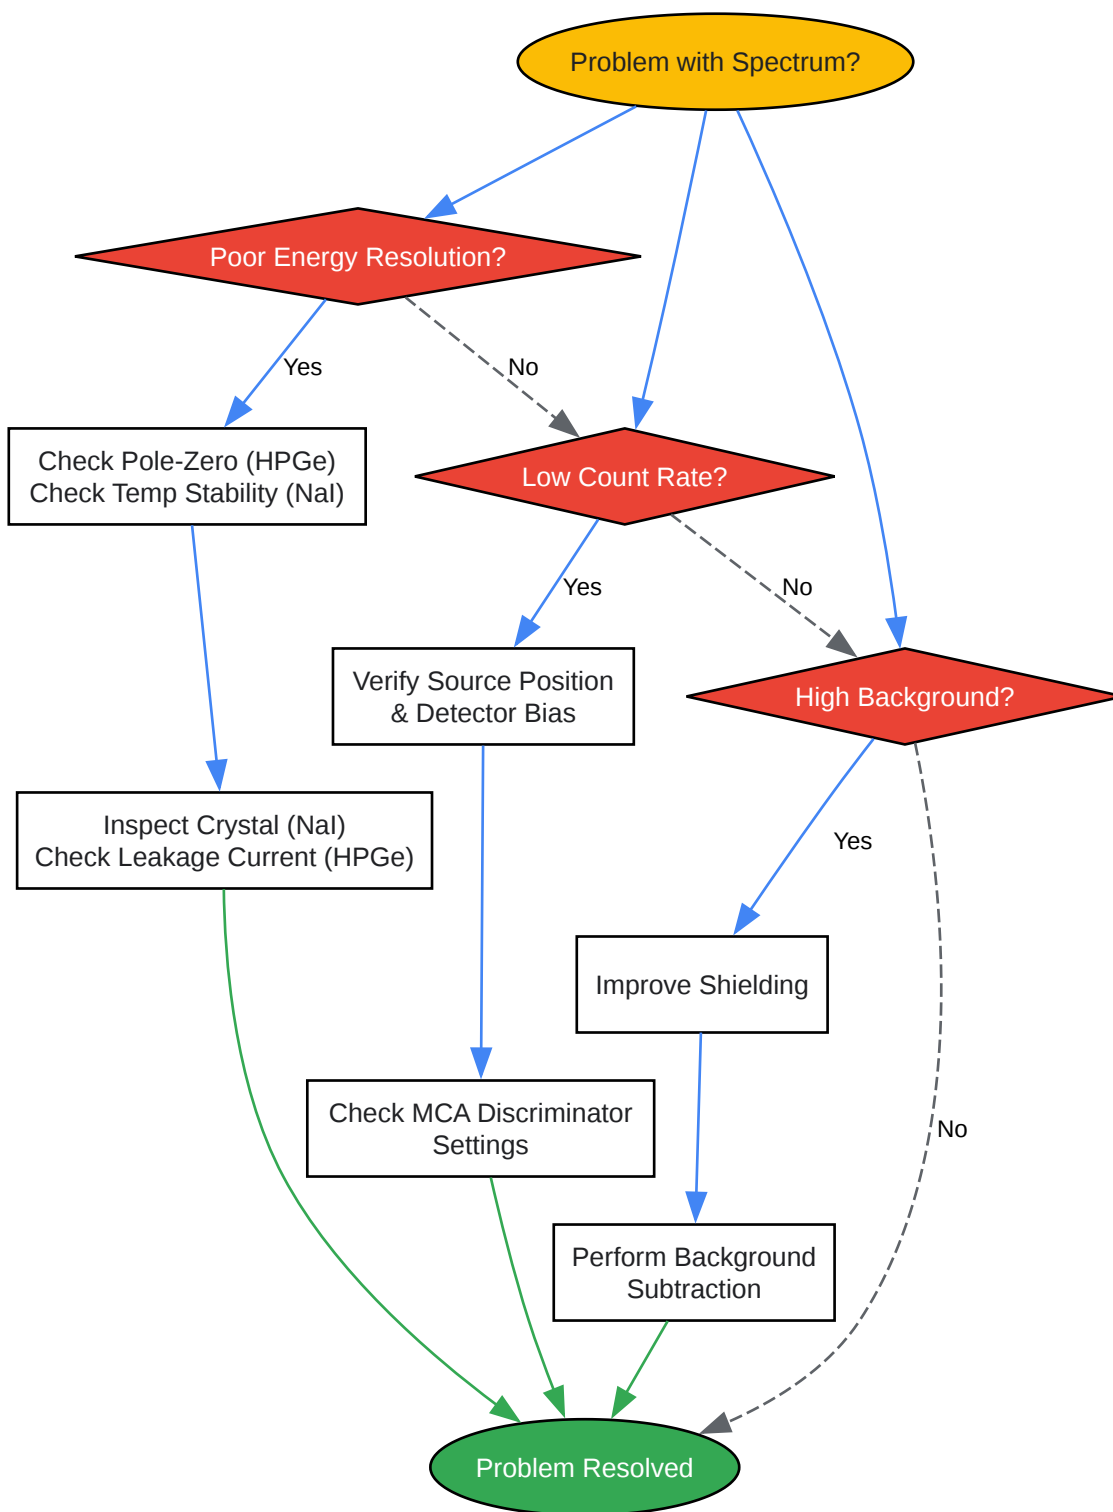 Problem with Spectrum?
Poor Energy Resolution?
Yes
No
Check Pole-Zero (HPGe)
Check Temp Stability (NaI)
Low Count Rate?
Yes
No
Verify Source Position
& Detector Bias
High Background?
Inspect Crystal (NaI)
Check Leakage Current (HPGe)
Yes
Improve Shielding
Check MCA Discriminator
Settings
No
Perform Background
Subtraction
Problem Resolved